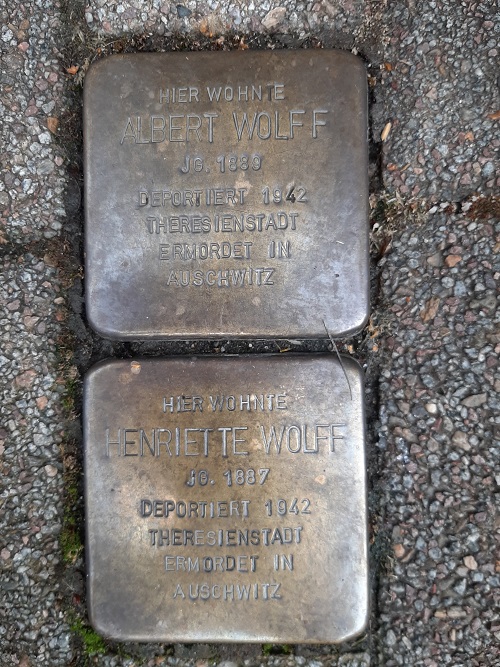 HIER WOHNTE
ALBERT WOLFF
JG. 1889
DEPORTIERT 1942
THERESIENSTADT
ERMORDET IN
AUSCHWITZ
HIER WOHNTE
HENRIETTE WOLFF
JG. 1887
DEPORTIERT 1942
THERESIENSTADT
ERMORDET IN
AUSCHWITZ